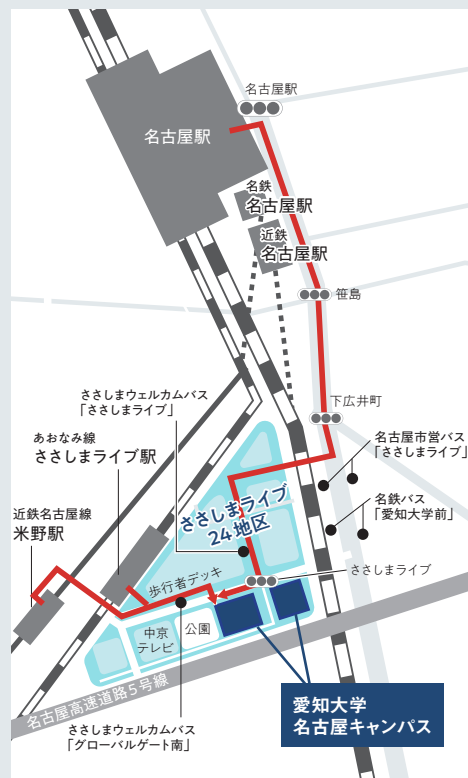 名古屋駅
名古屋駅
名鉄
名古屋駅
近鉄
名古屋駅
笹島
ささしまウェルカムバス
「ささしまライブ」
下広井町
あおなみ線
ささしまライブ駅
名古屋市営バス
「ささしまライブ」
近鉄名古屋線
米野駅
ささしまライブ
24地区
名鉄バス
「愛知大学前」
歩行者デッキ
ささしまライブ
中京
テレビ
公園
名古屋高速道路5号線
ささしまウェルカムバス
「グローバルゲート南」
愛知大学
名古屋キャンパス